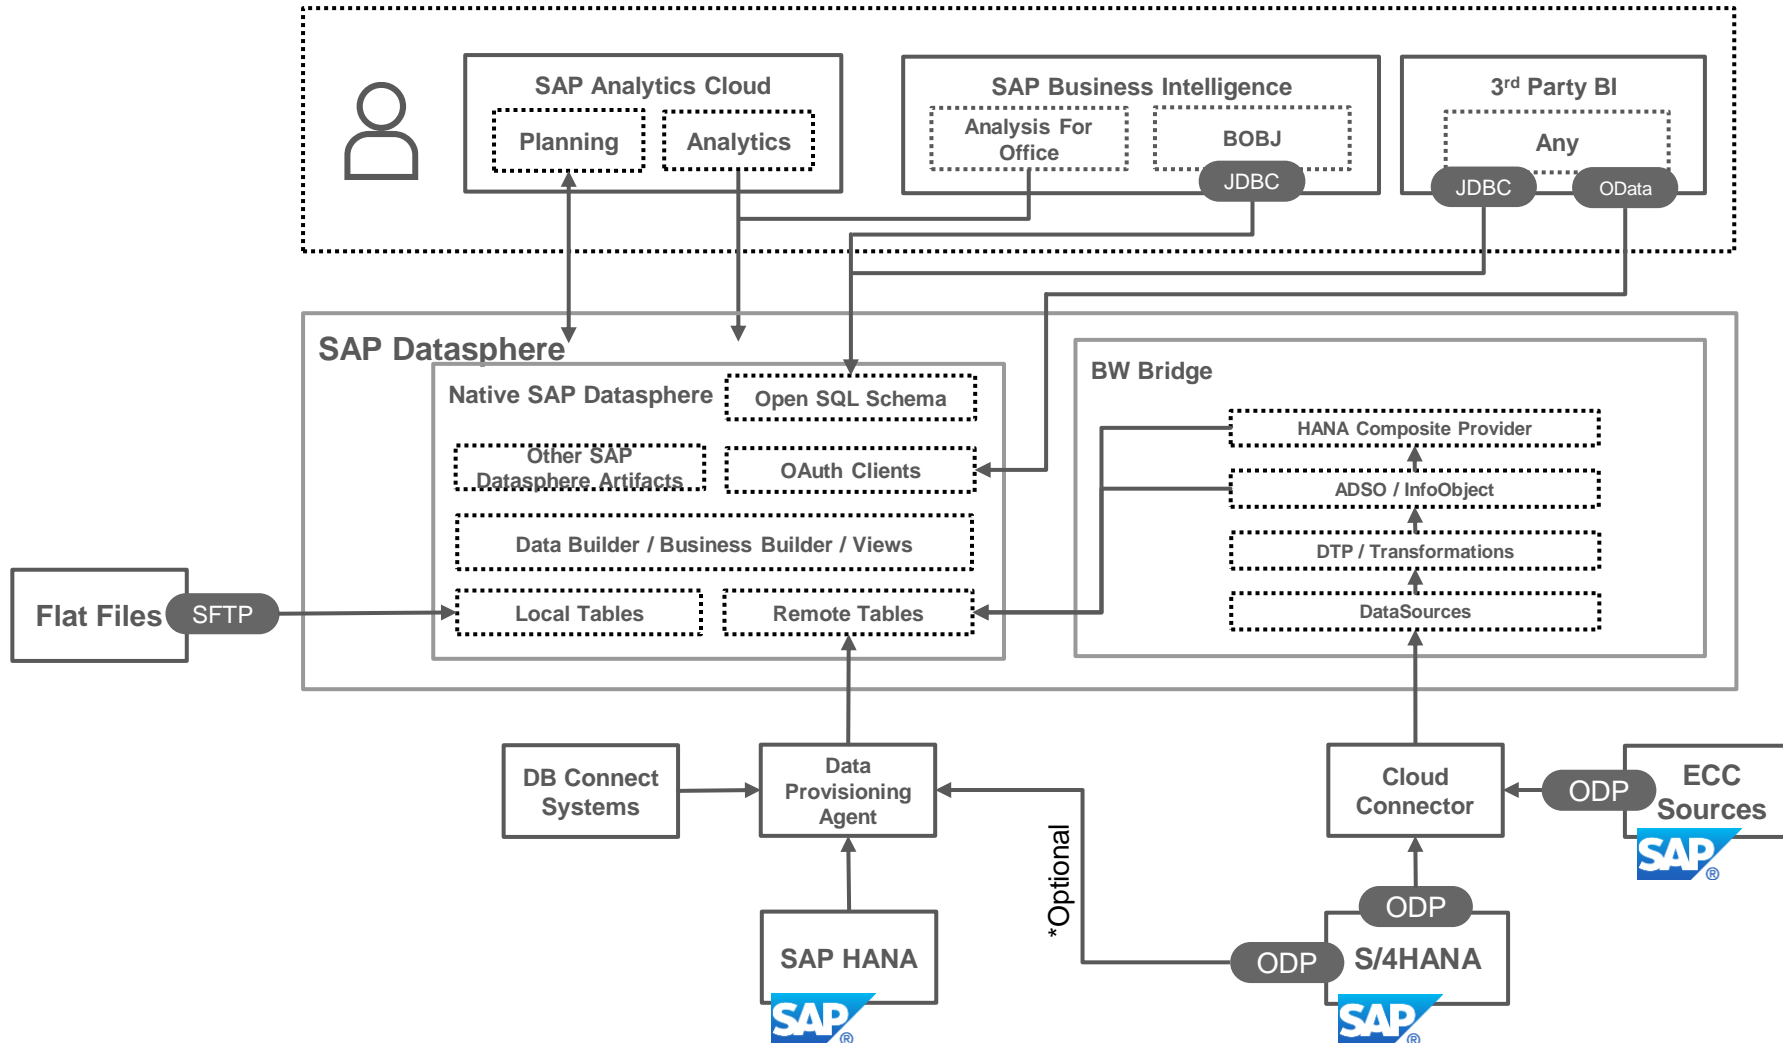 SAP Analytics Cloud
Planning
Analytics
SAP Business Intelligence
Analysis For
Office
BOBJ
JDBC
3rd Party BI
Any
JDBC
OData
SAP Datasphere
Native SAP Datasphere
Open SQL Schema
Other SAP
Datasphere Artifacts
OAuth Clients
Data Builder / Business Builder / Views
Local Tables
Remote Tables
BW Bridge
HANA Composite Provider
ADSO / InfoObject
DTP / Transformations
DataSources
Flat Files
SFTP
DB Connect
Systems
Data
Provisioning
Agent
Cloud
Connector
ODP
ECC
Sources
SAP®
*Optional
SAP HANA
SAP®
ODP
ODP
S/4HANA
SAP®